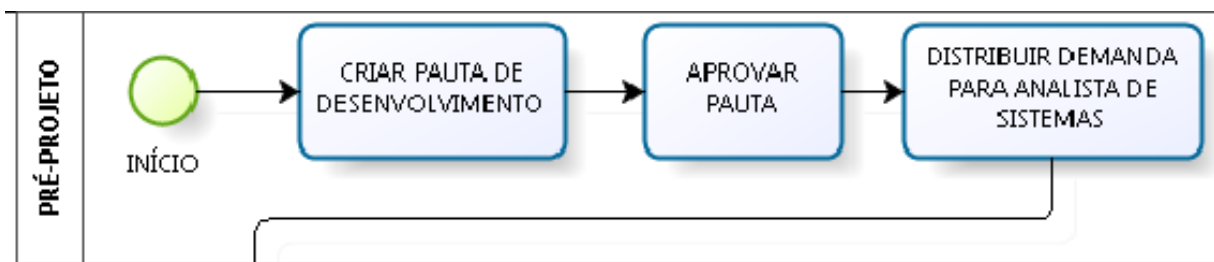 PRÉ-PROJETO
INÍCIO
CRIAR PAUTA DE
DESENVOLVIMENTO
APROVAR
PAUTA
DISTRIBUIR DEMANDA
PARA ANALISTA DE
SISTEMAS